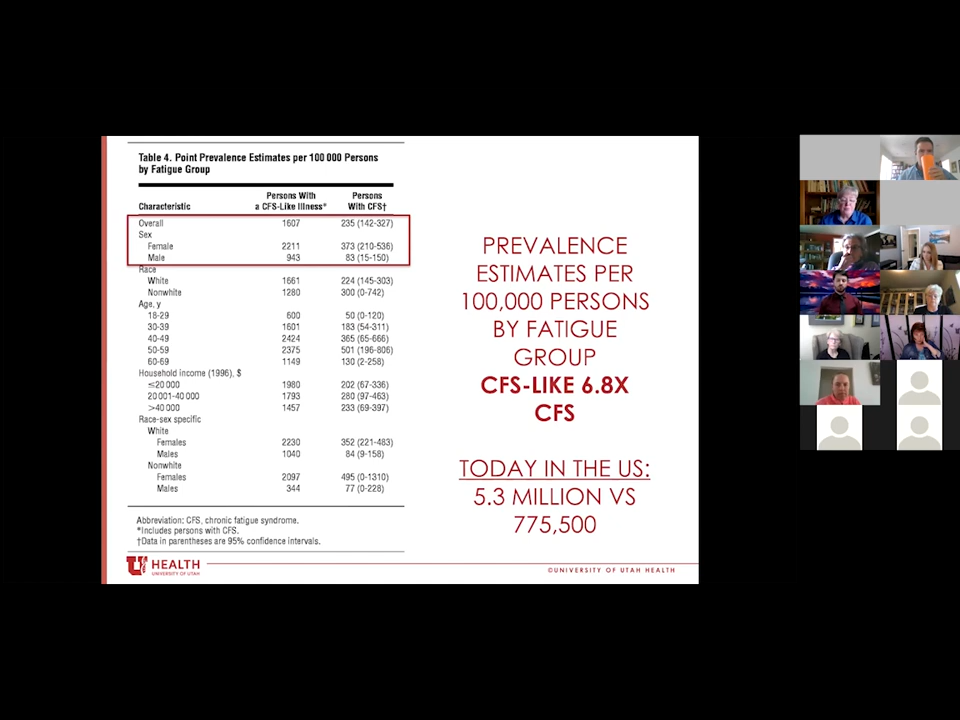 Table 4. Point Prevalence Estimates per 100 000 Persons
by Fatigue Group
Characteristic Persons With a CFS-Like Illness* Persons With CFS†
Overall 1607 235 (142-327)
Sex
Female 2211 373 (210-536)
Male 943 83 (15-150)
Race
White 1661 224 (145-303)
Nonwhite 1280 300 (0-742)
Age, y
18-29 600 50 (0-120)
30-39 1601 183 (54-311)
40-49 2424 365 (65-666)
50-59 2375 501 (196-806)
60-69 1149 130 (2-258)
Household income (1996), $
≤20 000 1980 202 (67-336)
20 001-40 000 1793 280 (97-463)
>40 000 1457 233 (69-397)
Race-sex specific
White
Females 2230 352 (221-483)
Males 1040 84 (9-158)
Nonwhite
Females 2097 495 (0-1310)
Males 344 77 (0-228)
Abbreviation: CFS, chronic fatigue syndrome.
*Includes persons with CFS.
†Data in parentheses are 95% confidence intervals.
PREVALENCE
ESTIMATES PER
100,000 PERSONS
BY FATIGUE
GROUP
CFS-LIKE 6.8X
CFS
TODAY IN THE US:
5.3 MILLION VS
775,500
U HEALTH
UNIVERSITY OF UTAH
©UNIVERSITY OF UTAH HEALTH